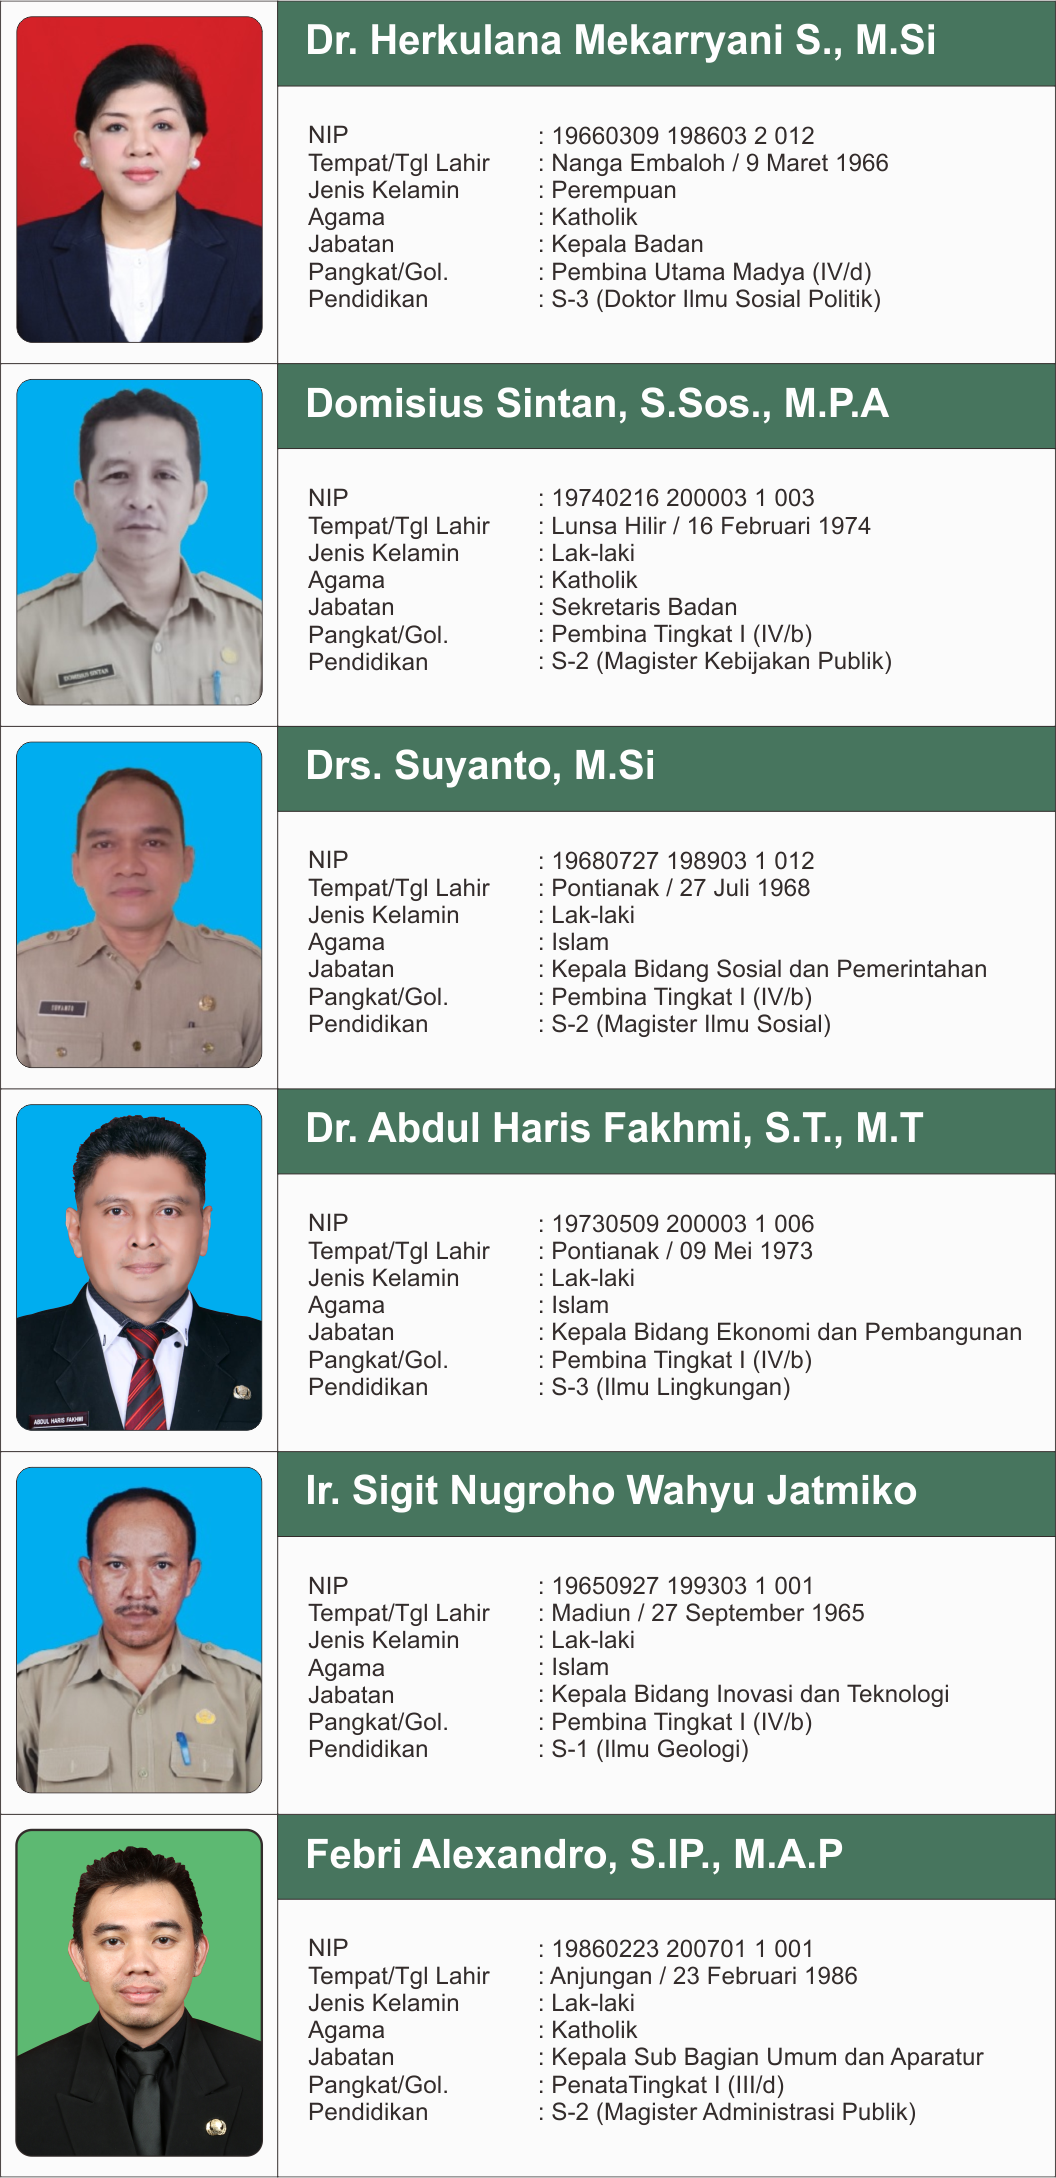 Dr. Herkulana Mekarryani S., M.Si
NIP : 19660309 198603 2 012
Tempat/Tgl Lahir : Nanga Embaloh / 9 Maret 1966
Jenis Kelamin : Perempuan
Agama : Katholik
Jabatan : Kepala Badan
Pangkat/Gol. : Pembina Utama Madya (IV/d)
Pendidikan : S-3 (Doktor Ilmu Sosial Politik)
Domisius Sintan, S.Sos., M.P.A
DOMISIUS SINTAN
NIP : 19740216 200003 1 003
Tempat/Tgl Lahir : Lunsa Hilir / 16 Februari 1974
Jenis Kelamin : Lak-laki
Agama : Katholik
Jabatan : Sekretaris Badan
Pangkat/Gol. : Pembina Tingkat I (IV/b)
Pendidikan : S-2 (Magister Kebijakan Publik)
Drs. Suyanto, M.Si
SUYANTO
NIP : 19680727 198903 1 012
Tempat/Tgl Lahir : Pontianak / 27 Juli 1968
Jenis Kelamin : Lak-laki
Agama : Islam
Jabatan : Kepala Bidang Sosial dan Pemerintahan
Pangkat/Gol. : Pembina Tingkat I (IV/b)
Pendidikan : S-2 (Magister Ilmu Sosial)
Dr. Abdul Haris Fakhmi, S.T., M.T
ABDUL HARIS FAKHMI
NIP : 19730509 200003 1 006
Tempat/Tgl Lahir : Pontianak / 09 Mei 1973
Jenis Kelamin : Lak-laki
Agama : Islam
Jabatan : Kepala Bidang Ekonomi dan Pembangunan
Pangkat/Gol. : Pembina Tingkat I (IV/b)
Pendidikan : S-3 (Ilmu Lingkungan)
Ir. Sigit Nugroho Wahyu Jatmiko
NIP : 19650927 199303 1 001
Tempat/Tgl Lahir : Madiun / 27 September 1965
Jenis Kelamin : Lak-laki
Agama : Islam
Jabatan : Kepala Bidang Inovasi dan Teknologi
Pangkat/Gol. : Pembina Tingkat I (IV/b)
Pendidikan : S-1 (Ilmu Geologi)
Febri Alexandro, S.IP., M.A.P
NIP : 19860223 200701 1 001
Tempat/Tgl Lahir : Anjungan / 23 Februari 1986
Jenis Kelamin : Lak-laki
Agama : Katholik
Jabatan : Kepala Sub Bagian Umum dan Aparatur
Pangkat/Gol. : PenataTingkat I (III/d)
Pendidikan : S-2 (Magister Administrasi Publik)